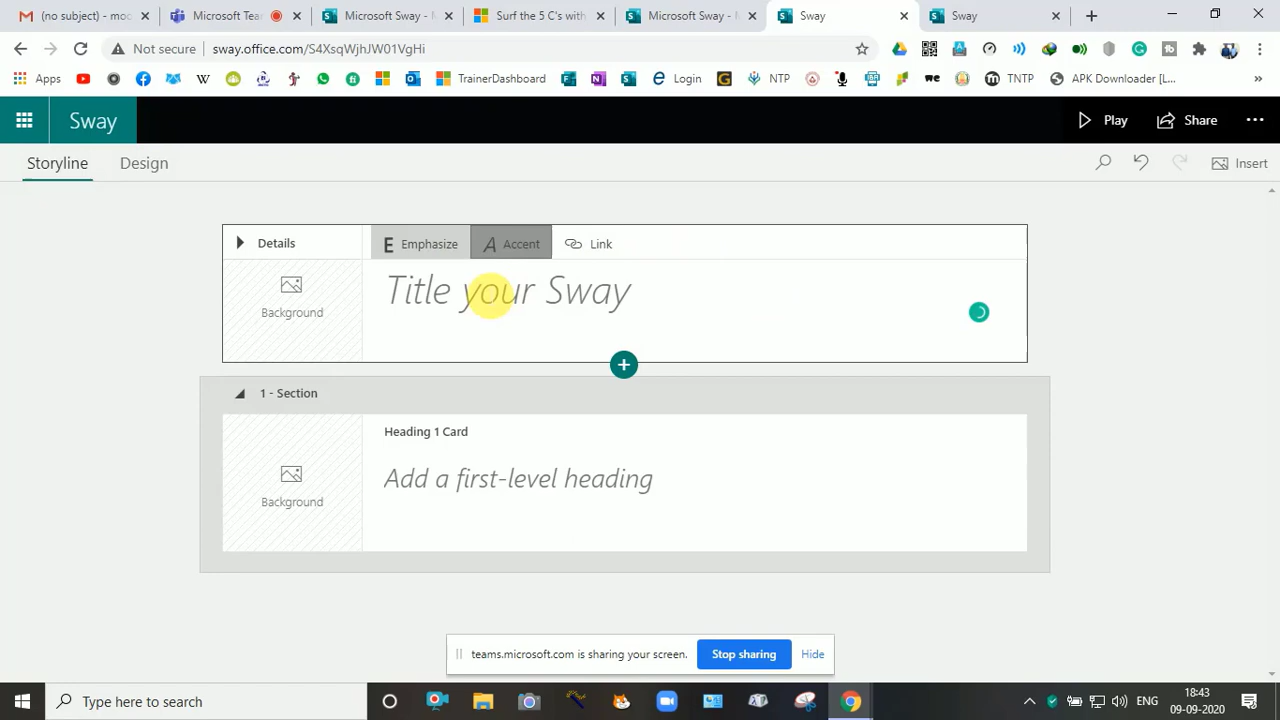 (no subject) - moo
Microsoft Tea
Microsoft Sway - 
Surf the 5 C's with
Microsoft Sway - 
Sway
Sway
Not secure
sway.office.com/S4XsqWjhJW01VgHi
Apps
TrainerDashboard
Login
NTP
TNTP
APK Downloader [L...
Sway
Play
Share
Storyline
Design
Insert
Details
E Emphasize
A Accent
Link
Background
Title your Sway
1 - Section
Heading 1 Card
Background
Add a first-level heading
teams.microsoft.com is sharing your screen.
Stop sharing
Hide
Type here to search
ENG
18:43
09-09-2020